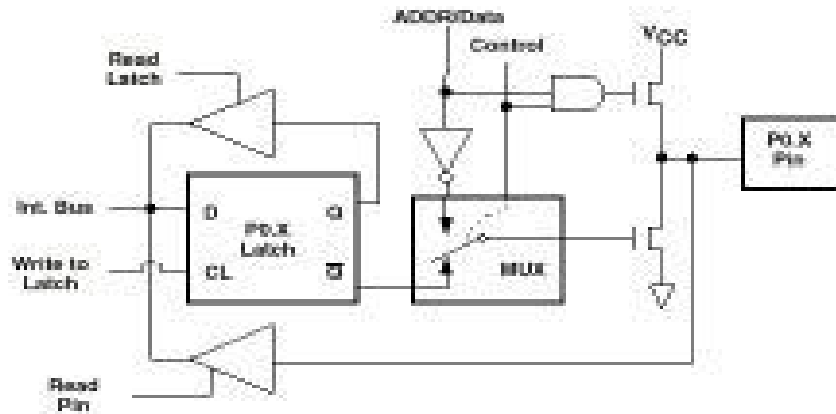 ADDR/Data
Control
VCC
Read
Latch
P0.X
Pin
Int. Bus
D
Q
P0.X
Latch
Write to
Latch
CL
Q
MUX
Read
Pin